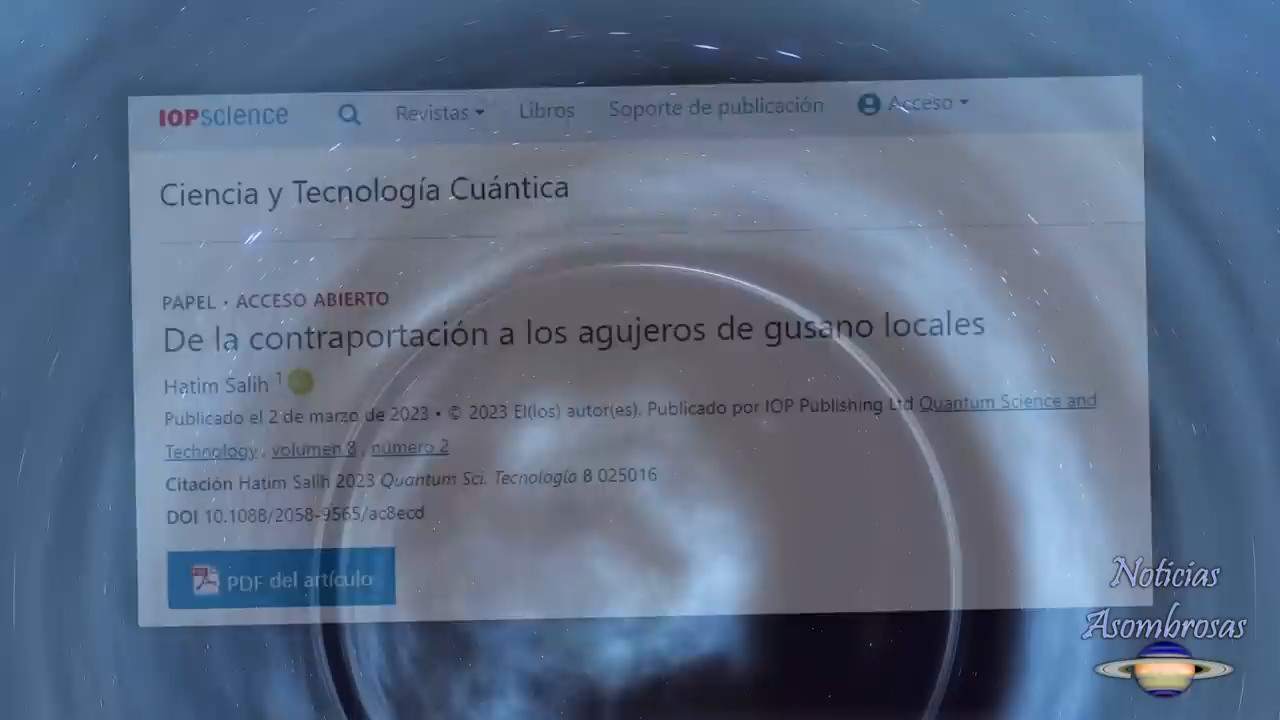 IOPscience Revistas Libros Soporte de publicación Acceso
Ciencia y Tecnología Cuántica
PAPEL • ACCESO ABIERTO
De la contraportación a los agujeros de gusano locales
Hatim Salih 1
Publicado el 2 de marzo de 2023 • © 2023 El(los) autor(es). Publicado por IOP Publishing Ltd Quantum Science and
Technology, volumen 8, número 2
Citación Hatim Salih 2023 Quantum Sci. Tecnología 8 025016
DOI 10.1088/2058-9565/ac8ecd
PDF del artículo
Noticias
Asombrosas